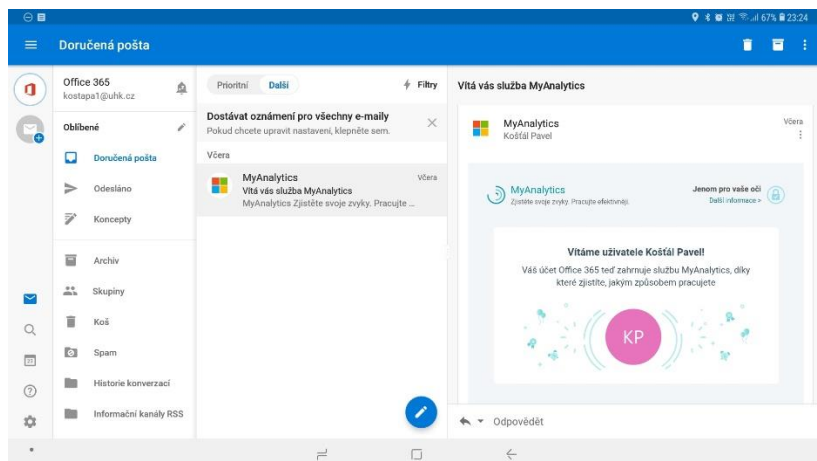 67% 23:24
Doručená pošta
Office 365
kostapa1@uhk.cz
Oblíbené
Doručená pošta
Odesláno
Koncepty
Archiv
Skupiny
Koš
Spam
Historie konverzací
Informační kanály RSS
Prioritní Další Filtry
Dostávat oznámení pro všechny e-maily
Pokud chcete upravit nastavení, klepněte sem.
Včera
MyAnalytics Včera
Vítá vás služba MyAnalytics
MyAnalytics Zjistěte svoje zvyky. Pracujte ...
Vítá vás služba MyAnalytics
MyAnalytics Včera
Košťál Pavel
MyAnalytics
Zjistěte svoje zvyky. Pracujte efektivněji.
Jenom pro vaše oči
Další informace >
Vítáme uživatele Košťál Pavel!
Váš účet Office 365 teď zahrnuje službu MyAnalytics, díky
které zjistíte, jakým způsobem pracujete
KP
Odpovědět